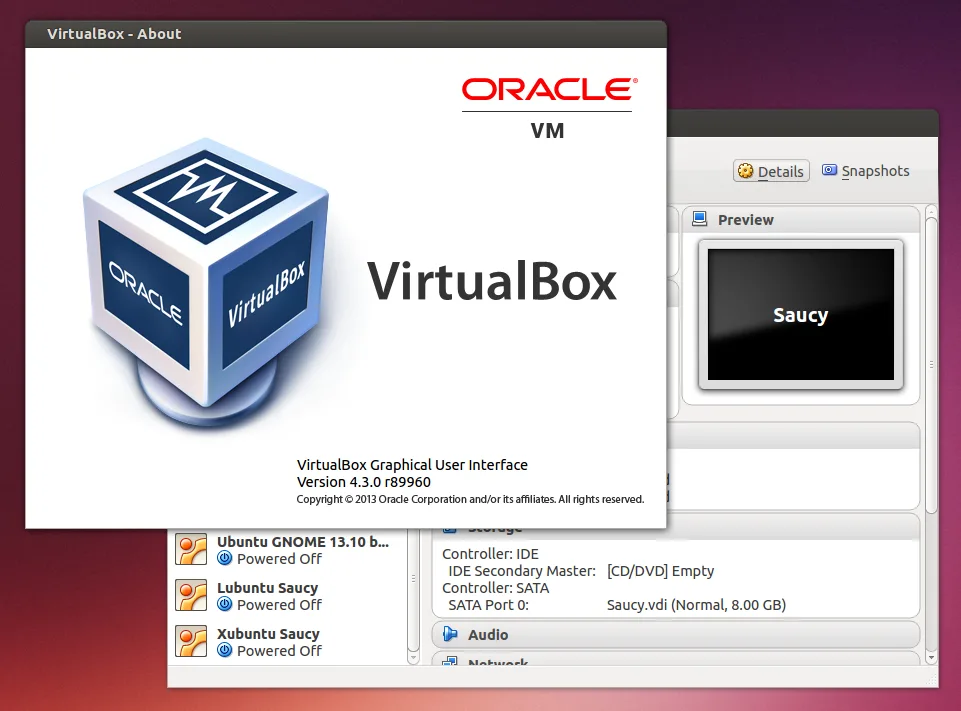 VirtualBox - About
ORACLE®
VM
ORACLE
VirtualBox
VirtualBox
VirtualBox Graphical User Interface
Version 4.3.0 r89960
Copyright © 2013 Oracle Corporation and/or its affiliates. All rights reserved.
Details
Snapshots
Preview
Saucy
Ubuntu GNOME 13.10 b...
Powered Off
Lubuntu Saucy
Powered Off
Xubuntu Saucy
Powered Off
Storage
Controller: IDE
IDE Secondary Master: [CD/DVD] Empty
Controller: SATA
SATA Port 0: Saucy.vdi (Normal, 8.00 GB)
Audio
Network